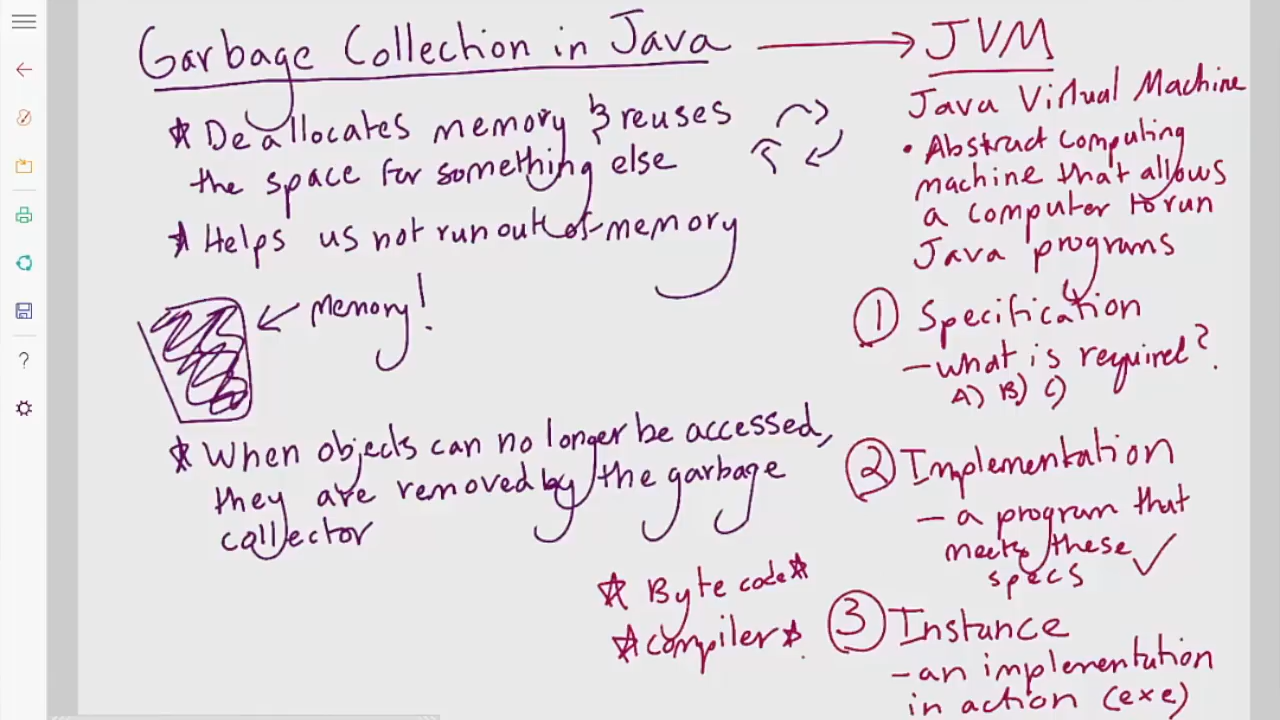 Garbage Collection in Java
* Deallocates memory & reuses
the space for something else
* Helps us not run out of memory
Memory!
* When objects can no longer be accessed,
they are removed by the garbage
collector
* Byte code *
* compiler *
JVM
Java Virtual Machine
• Abstract computing
machine that allows
a computer to run
Java programs
① Specification
- what is required?
A) B) C)
② Implementation
- a program that
meets these
specs ✓
③ Instance
- an implementation
in action (exe)